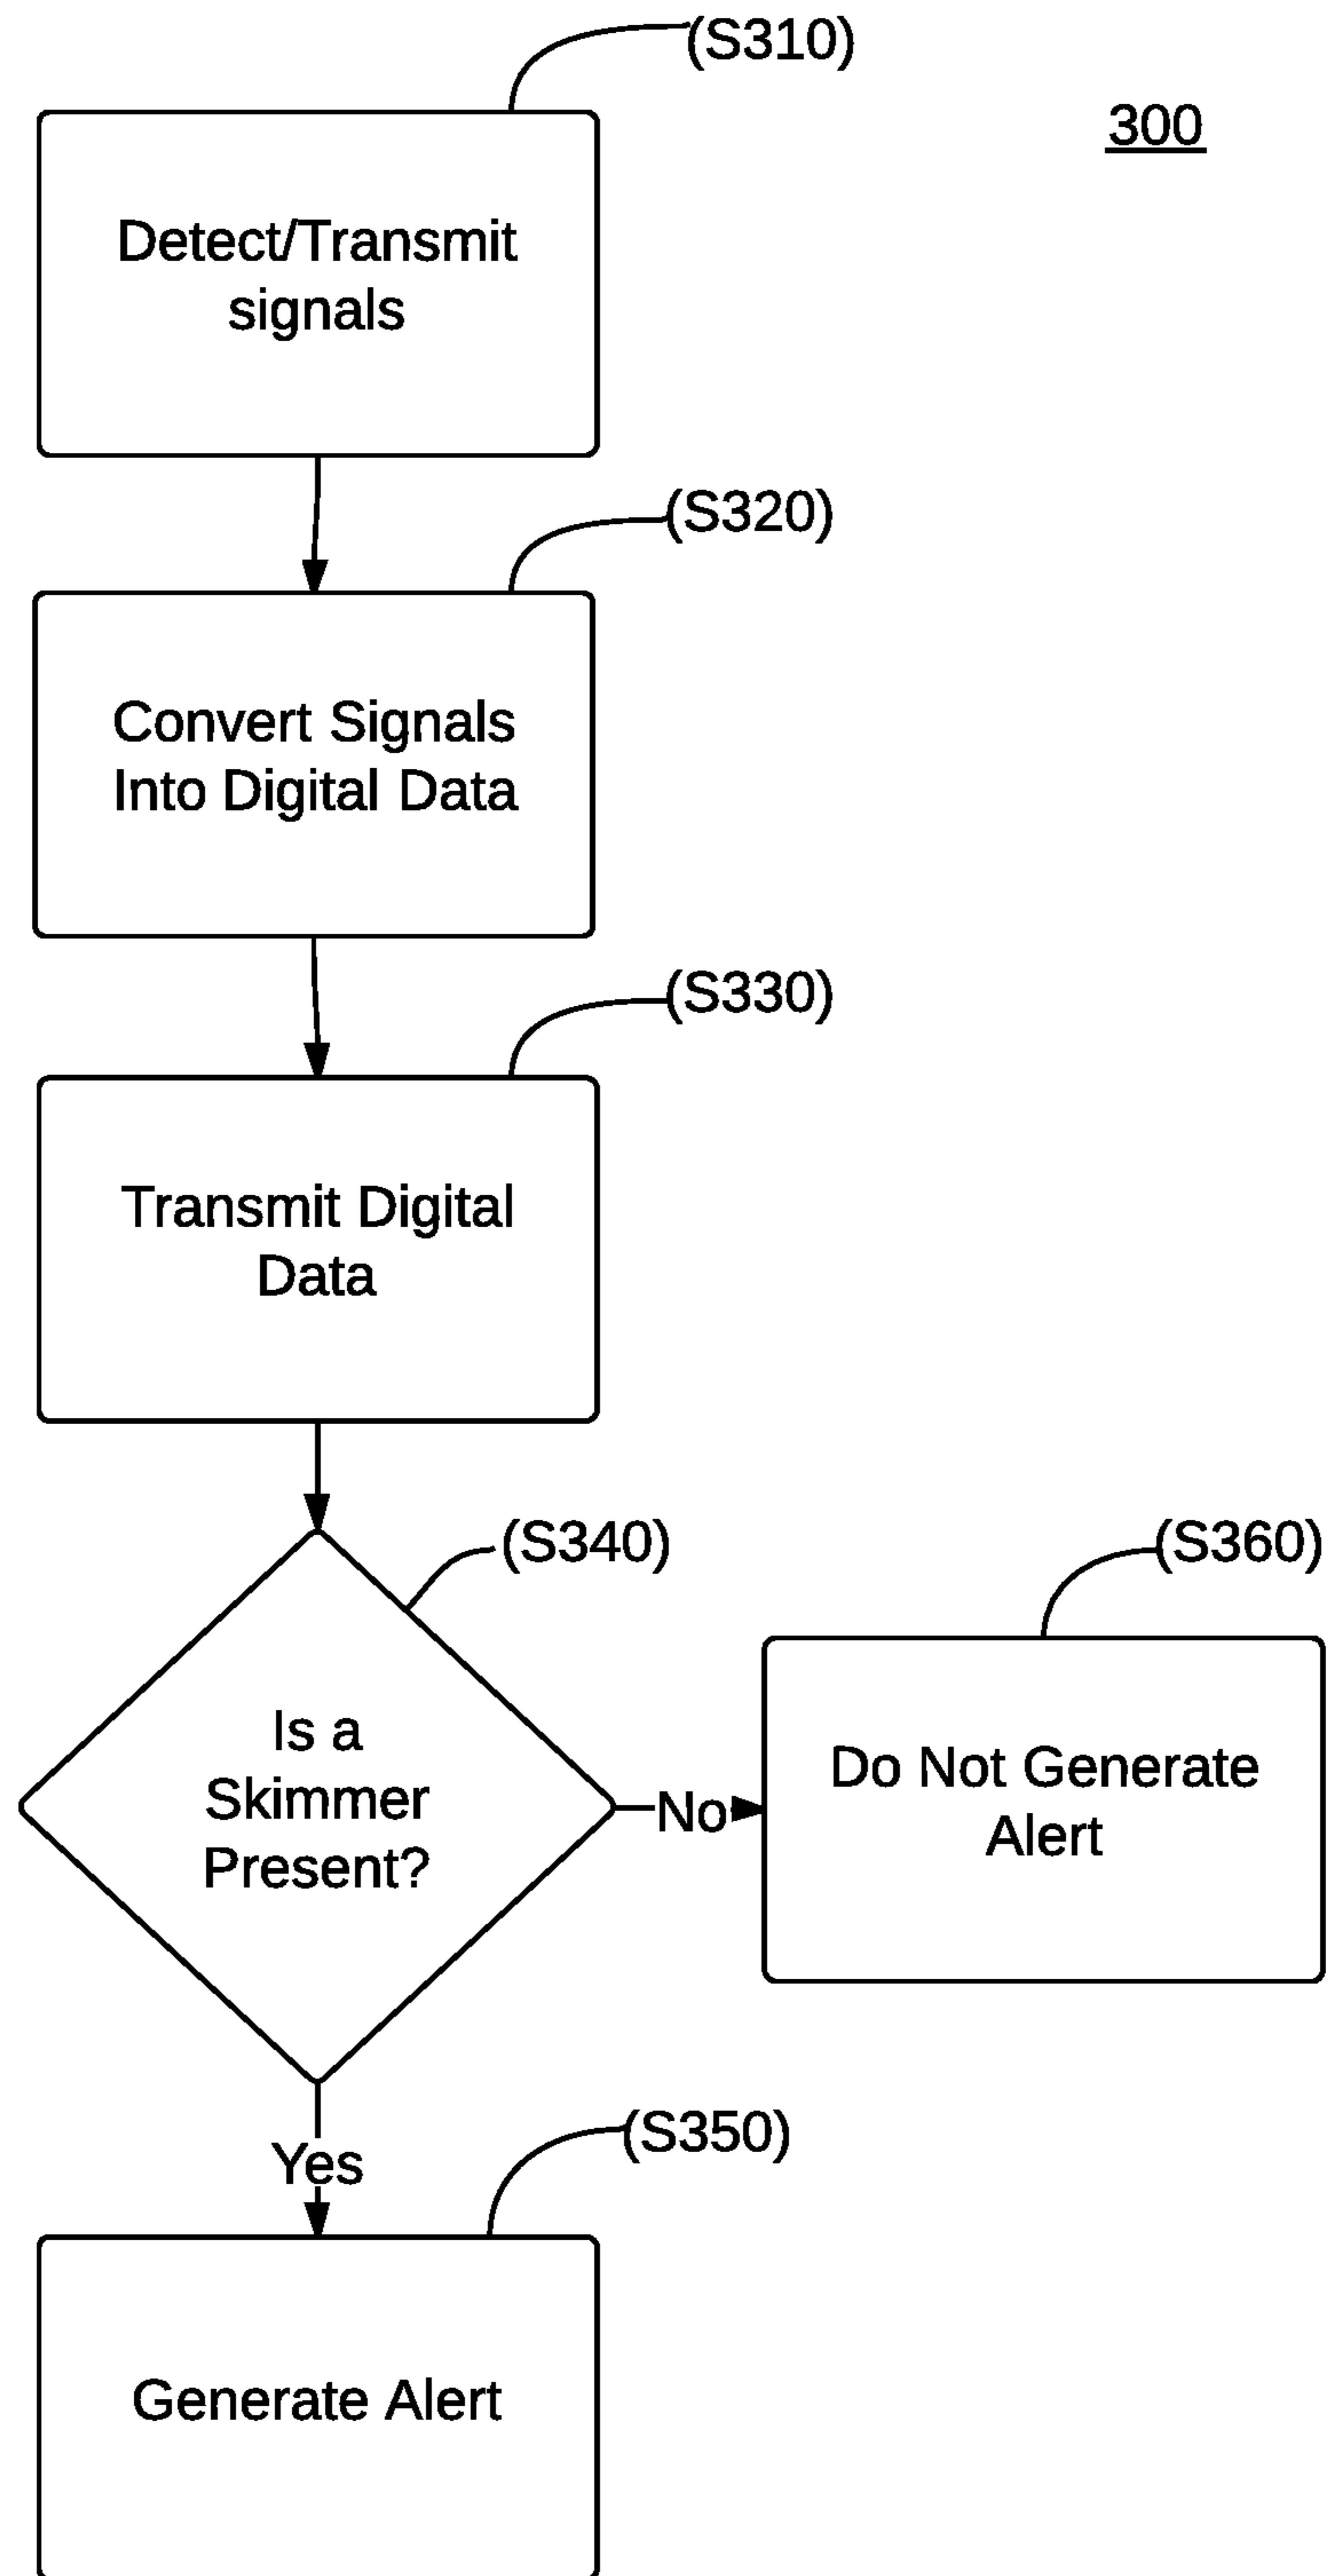 (S310)
300
Detect/Transmit
signals
(S320)
Convert Signals
Into Digital Data
(S330)
Transmit Digital
Data
(S340)
(S360)
Is a
Skimmer
Present?
No
Do Not Generate
Alert
Yes
(S350)
Generate Alert